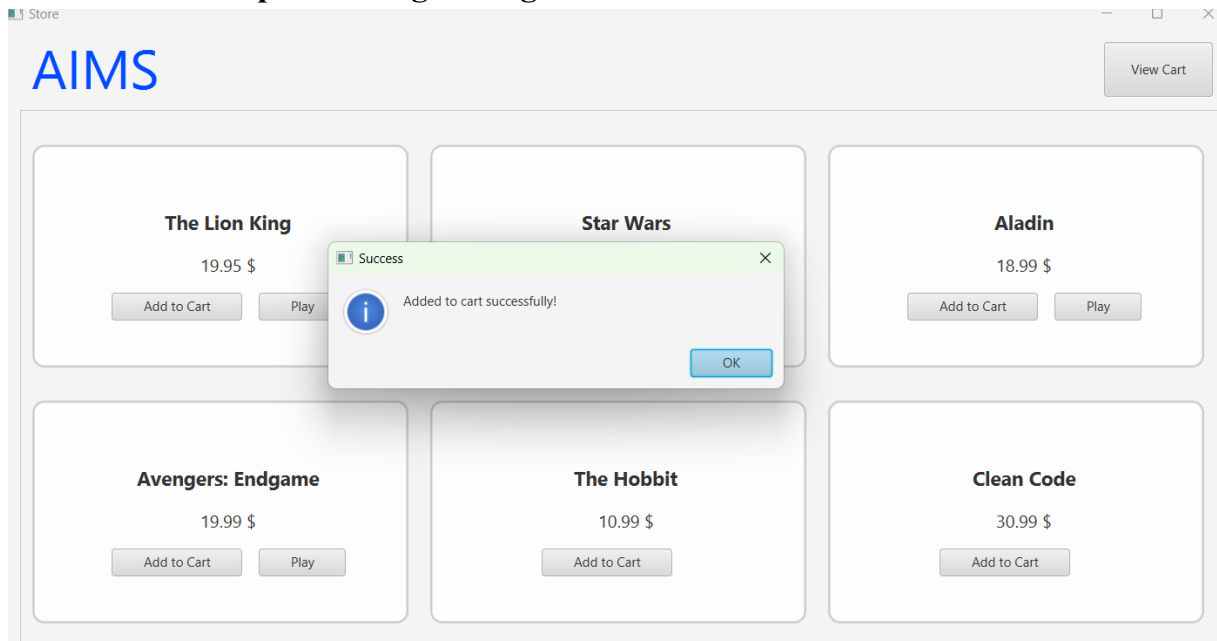 Store
AIMS
View Cart
The Lion King
Star Wars
Aladin
19.95 $
18.99 $
Add to Cart
Play
Add to Cart
Play
Success
Added to cart successfully!
OK
Avengers: Endgame
The Hobbit
Clean Code
19.99 $
10.99 $
30.99 $
Add to Cart
Play
Add to Cart
Add to Cart